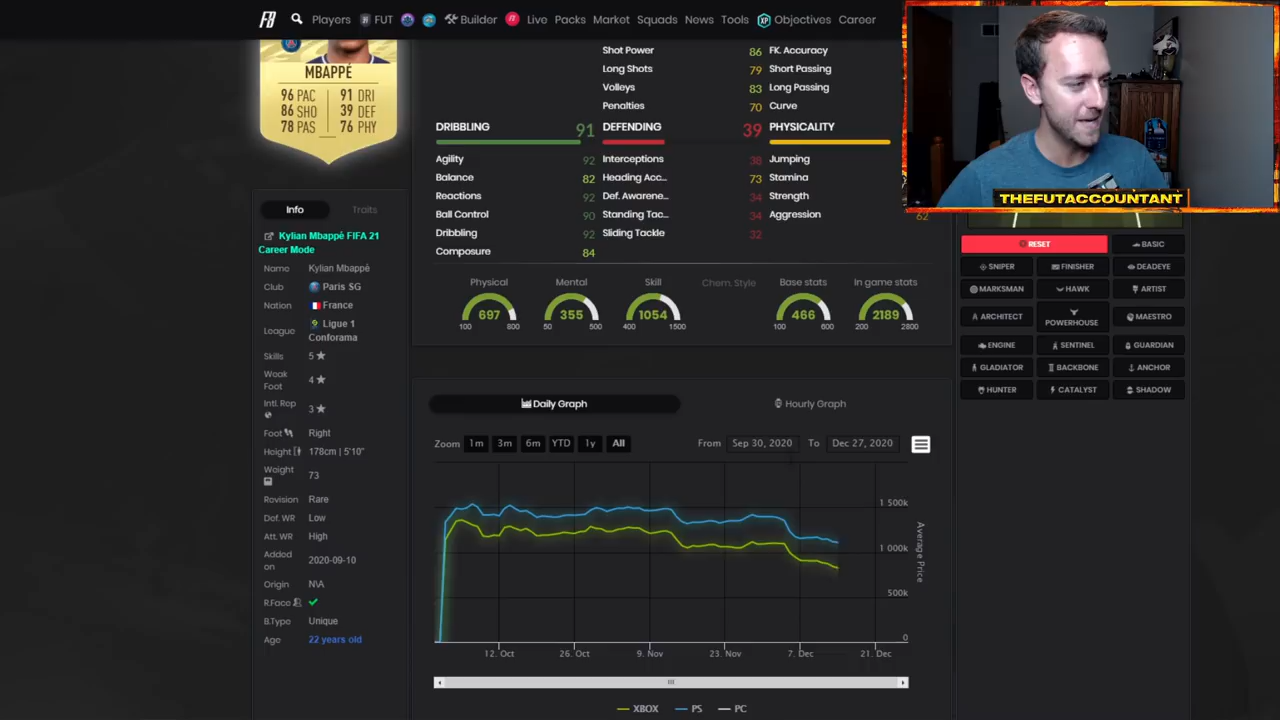 F8 Players FUT Builder Live Packs Market Squads News Tools XP Objectives Career
MBAPPÉ
96 PAC 91 DRI
86 SHO 39 DEF
78 PAS 76 PHY
Shot Power 86 FK. Accuracy
Long Shots 79 Short Passing
Volleys 83 Long Passing
Penalties 70 Curve
DRIBBLING 91 DEFENDING 39 PHYSICALITY
Agility 92 Interceptions 38 Jumping
Balance 82 Heading Acc... 73 Stamina
Reactions 92 Def. Awarene... 34 Strength
Ball Control 90 Standing Tac... 34 Aggression 62
Dribbling 92 Sliding Tackle 32
Composure 84
THEFUTACCOUNTANT
Info Traits
Kylian Mbappé FIFA 21
Career Mode
Name Kylian Mbappé
Club Paris SG
Nation France
League Ligue 1
Conforama
Skills 5
Weak
Foot 4
Intl. Rep 3
Foot Right
Height 178cm | 5'10"
Weight 73
Revision Rare
Def. WR Low
Att. WR High
Added
on 2020-09-10
Origin N\A
R.Face
B.Type Unique
Age 22 years old
Physical Mental Skill Chem. Style Base stats In game stats
697 355 1054 466 2189
100 800 50 500 400 1500 100 600 200 2800
RESET BASIC
SNIPER FINISHER DEADEYE
MARKSMAN HAWK ARTIST
ARCHITECT POWERHOUSE MAESTRO
ENGINE SENTINEL GUARDIAN
GLADIATOR BACKBONE ANCHOR
HUNTER CATALYST SHADOW
Daily Graph Hourly Graph
Zoom 1m 3m 6m YTD 1y All From Sep 30, 2020 To Dec 27, 2020
1 500k
1 000k
500k
0
Average Price
12. Oct 26. Oct 9. Nov 23. Nov 7. Dec 21. Dec
XBOX PS PC